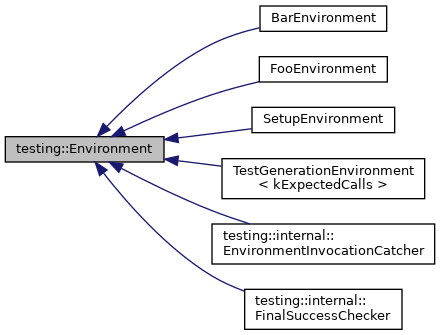 BarEnvironment
FooEnvironment
SetupEnvironment
testing::Environment
TestGenerationEnvironment
< kExpectedCalls >
testing::internal::
EnvironmentInvocationCatcher
testing::internal::
FinalSuccessChecker